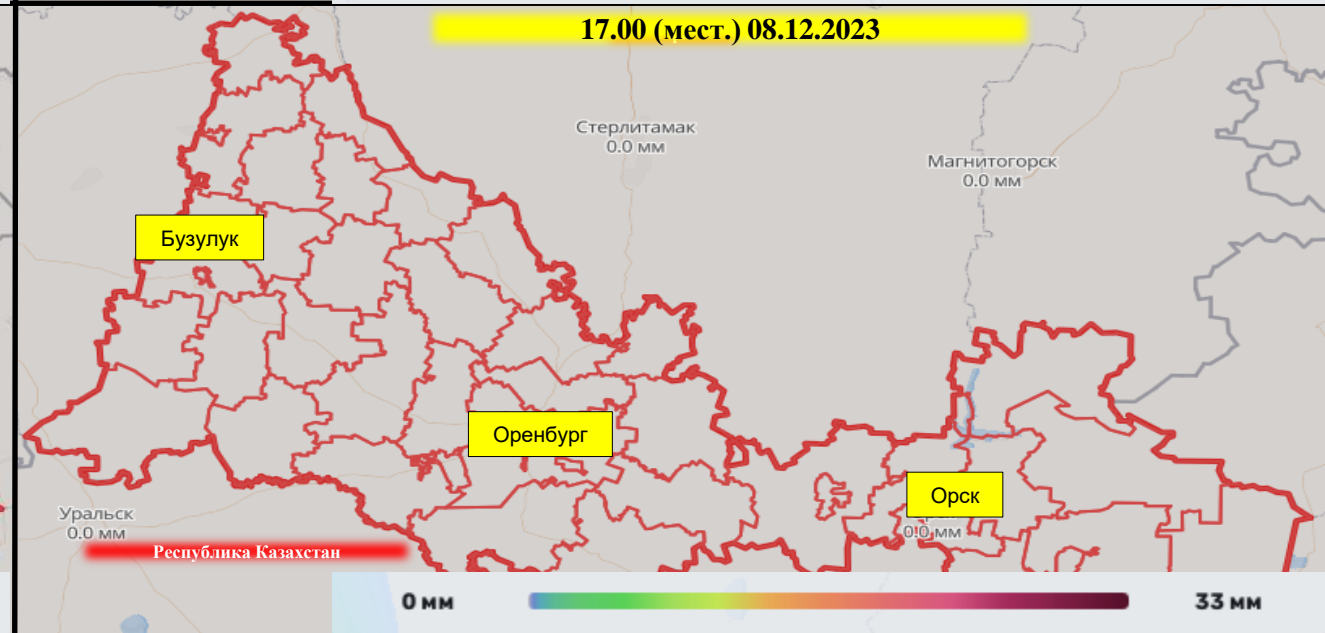 17.00 (мест.) 08.12.2023
Стерлитамак
0.0 мм
Магнитогорск
0.0 мм
Бузулук
Оренбург
Орск
0.0 мм
Уральск
0.0 мм
Республика Казахстан
0 мм
33 мм